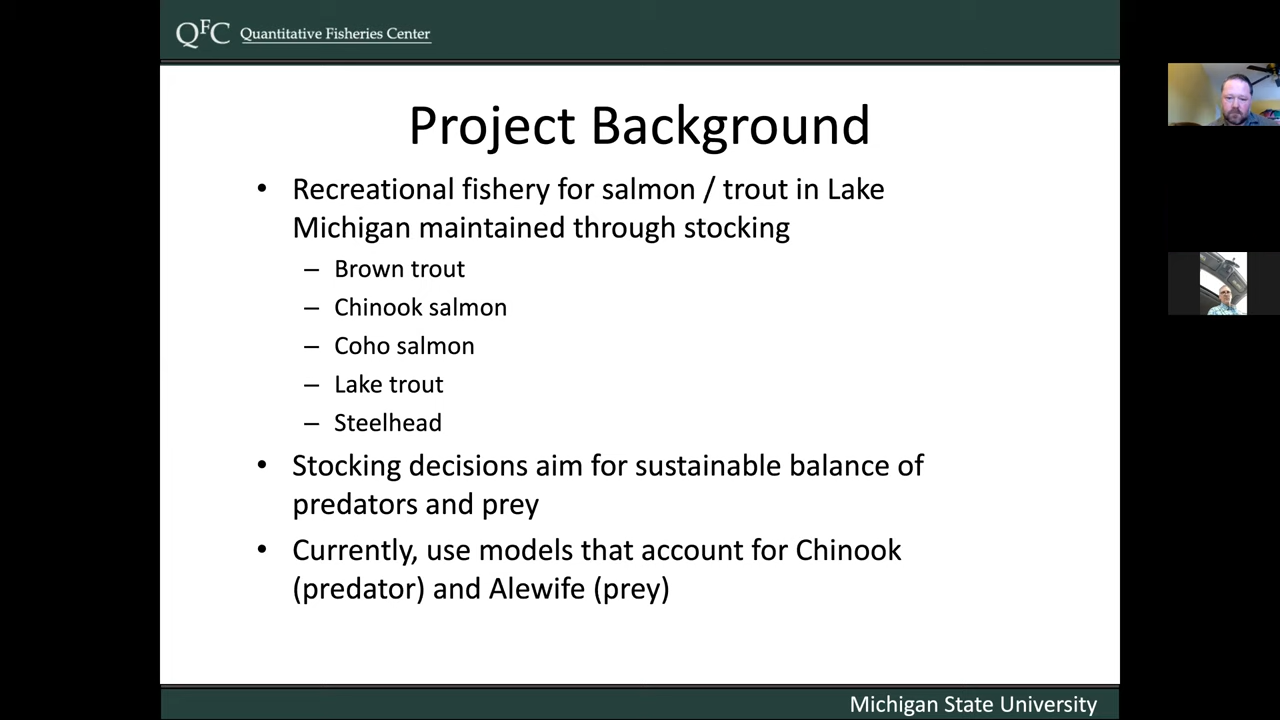 QFC Quantitative Fisheries Center
Project Background
• Recreational fishery for salmon / trout in Lake
Michigan maintained through stocking
– Brown trout
– Chinook salmon
– Coho salmon
– Lake trout
– Steelhead
• Stocking decisions aim for sustainable balance of
predators and prey
• Currently, use models that account for Chinook
(predator) and Alewife (prey)
Michigan State University